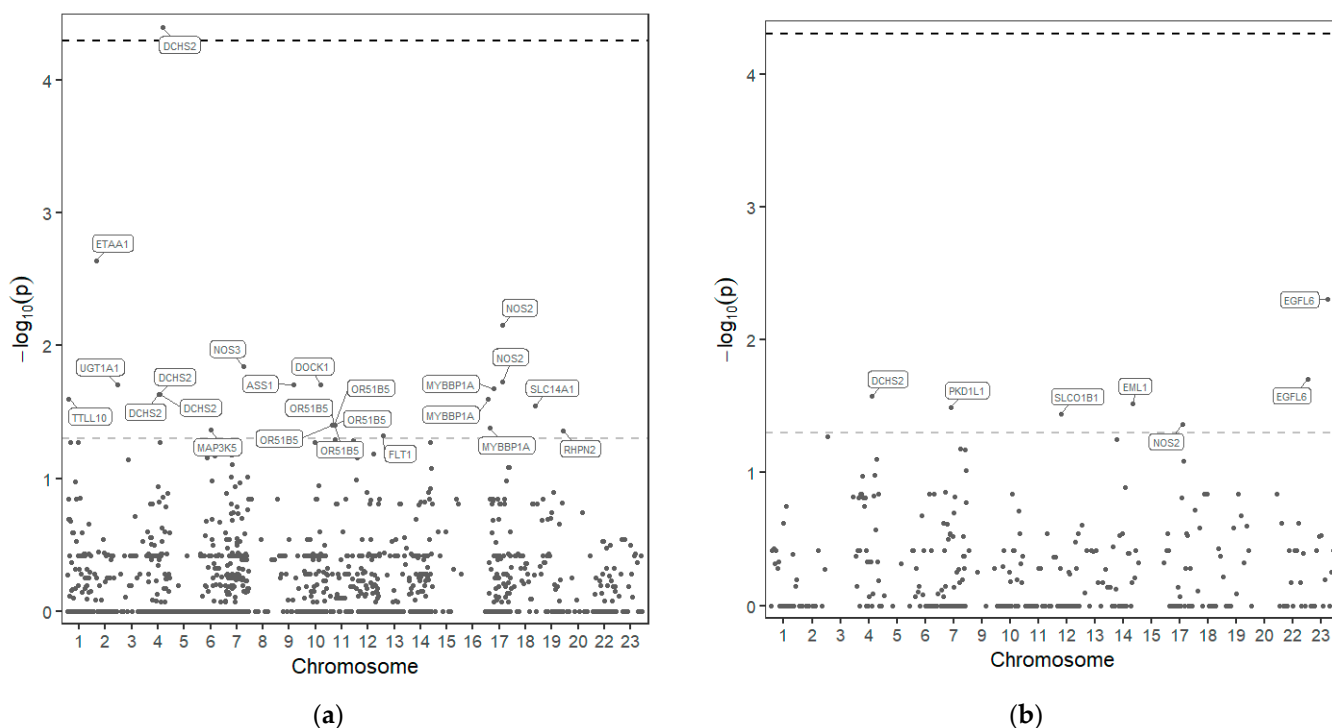 DCHS2
4
4
3
3
ETAA1
NOS2
EGFL6
−log₁₀(p)
−log₁₀(p)
2
2
UGT1A1
NOS3
DOCK1
NOS2
DCHS2
ASS1
OR51B5
MYBBP1A
SLC14A1
DCHS2
PKD1L1
SLCO1B1
EML1
EGFL6
TTLL10
DCHS2
DCHS2
OR51B5
OR51B5
MYBBP1A
OR51B5
MAP3K5
OR51B5
FLT1
MYBBP1A
RHPN2
NOS2
1
1
0
0
1 2 3 4 5 6 7 8 9 10 11 12 13 14 15 16 17 18 19 20 22 23
1 2 3 4 5 6 7 9 10 11 12 13 14 15 17 18 19 20 22 23
Chromosome
Chromosome
(a)
(b)